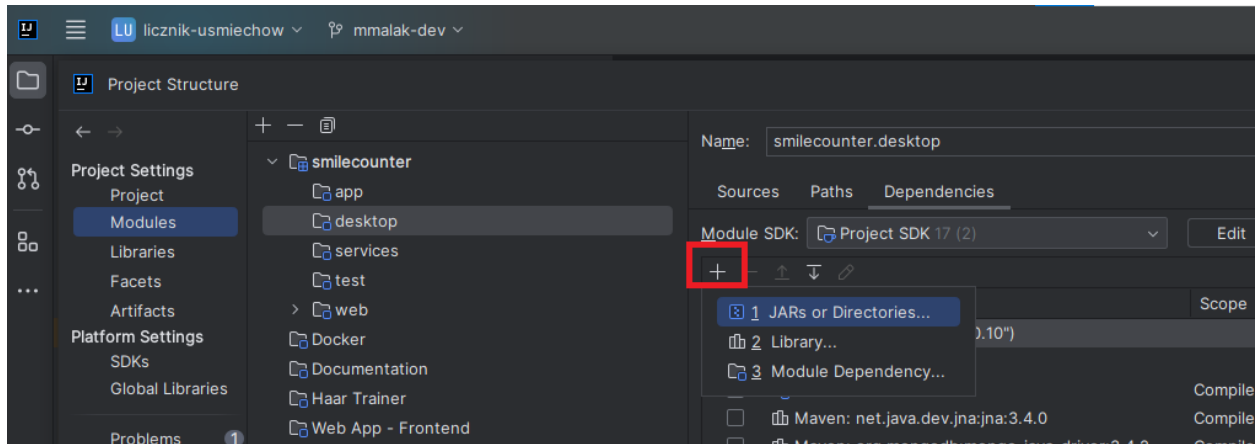 LU licznik-usmiechow mmalak-dev
Project Structure
Project Settings
Project
Modules
Libraries
Facets
Artifacts
Platform Settings
SDKs
Global Libraries
Problems 1
smilecounter
app
desktop
services
test
web
Docker
Documentation
Haar Trainer
Web App - Frontend
Name: smilecounter.desktop
Sources Paths Dependencies
Module SDK: Project SDK 17 (2) Edit
1 JARs or Directories...
2 Library...
3 Module Dependency...
Scope
0.10")
Compile
Maven: net.java.dev.jna:jna:3.4.0 Compile